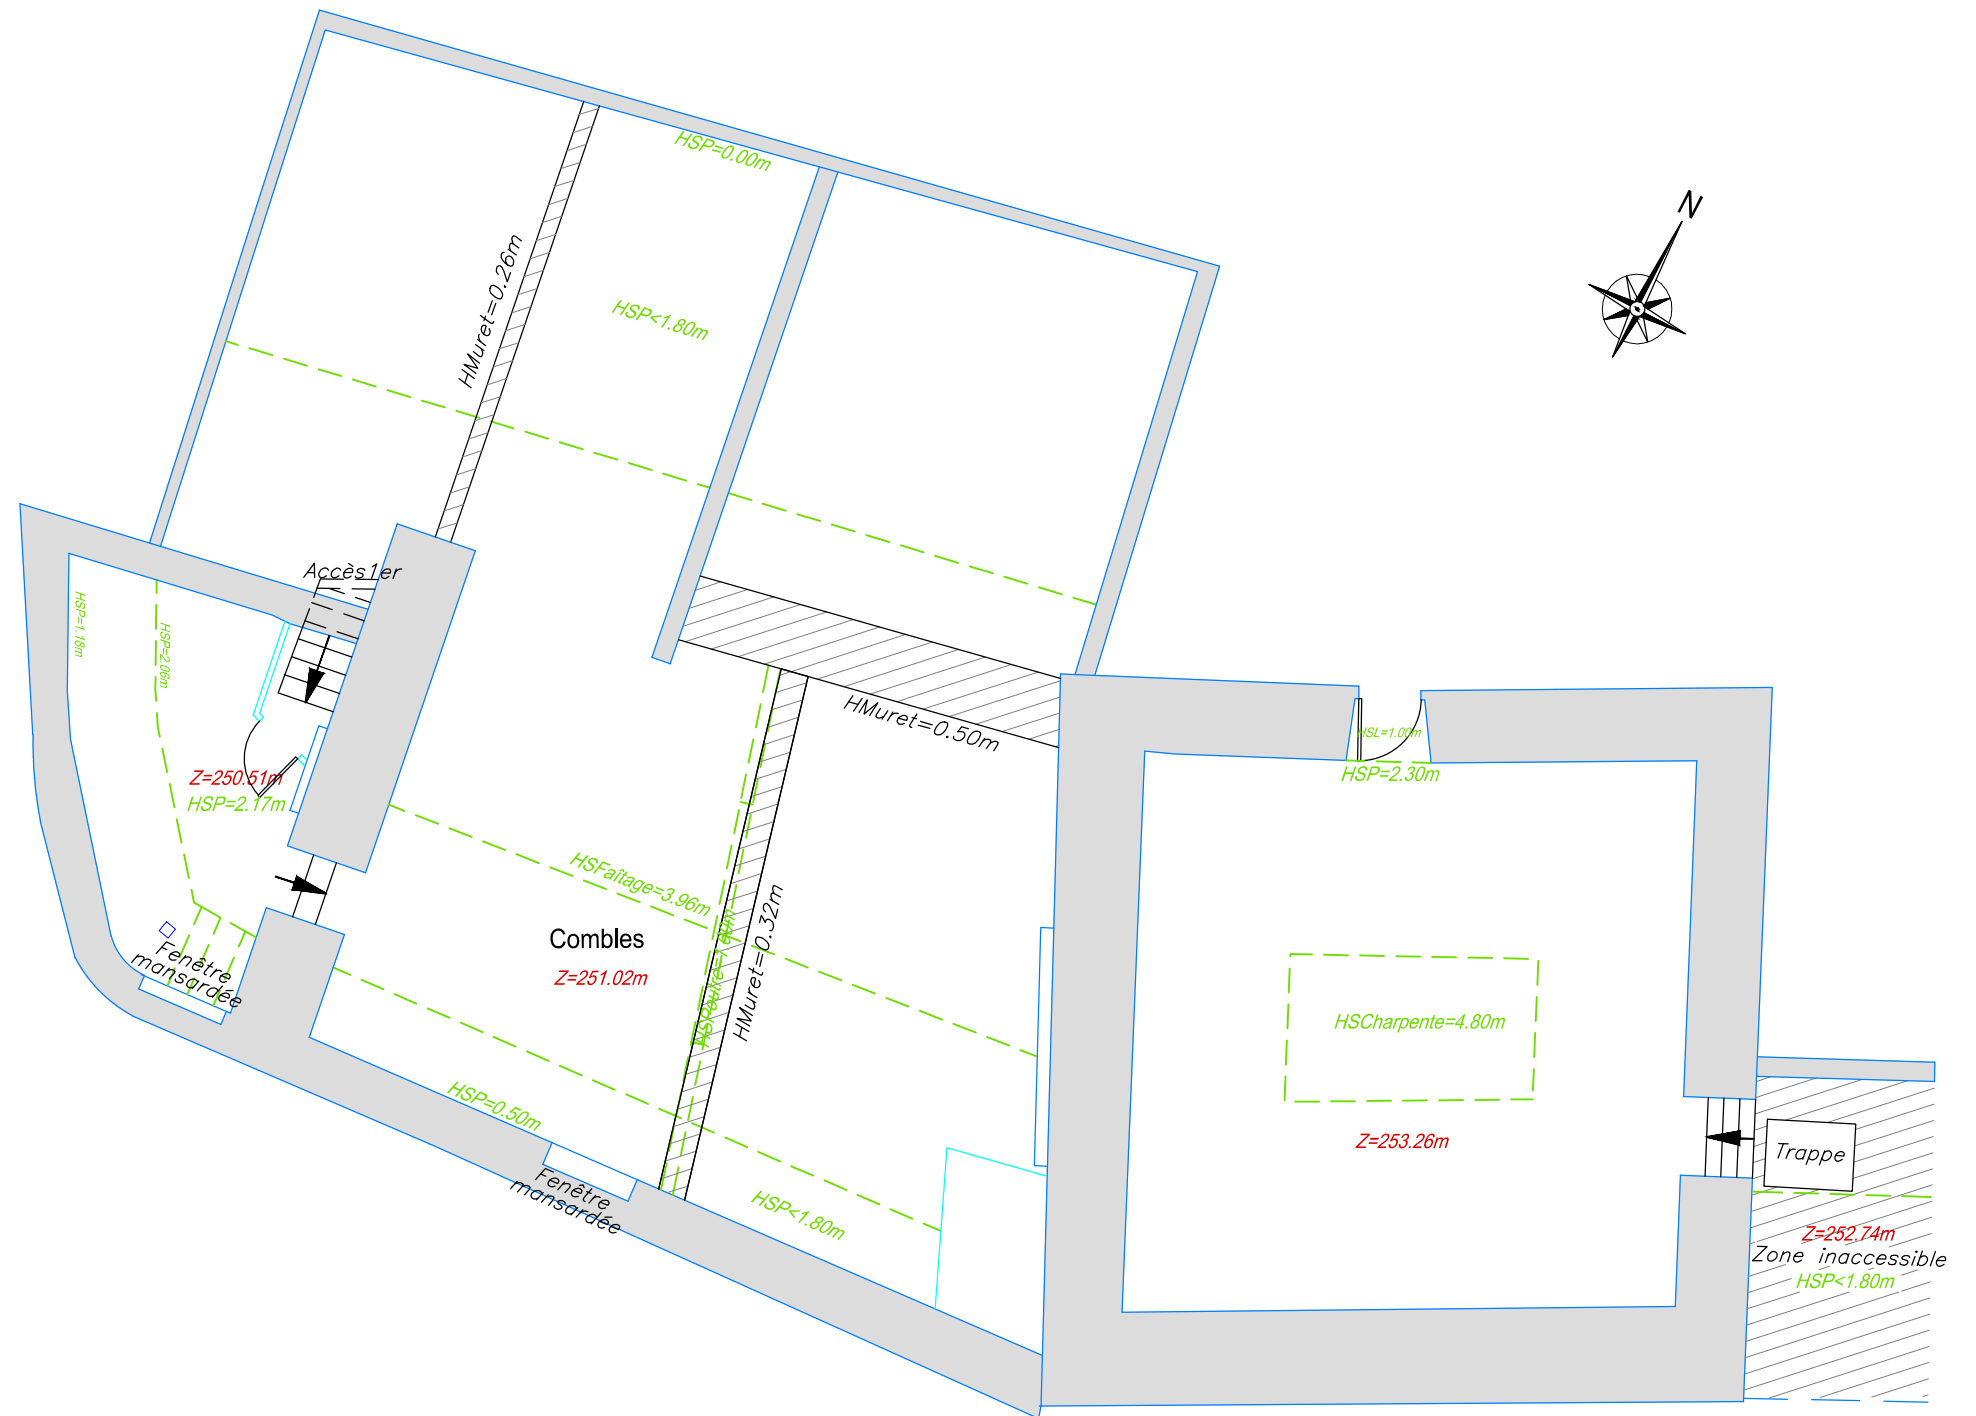 HSP=0.00m
N
HMuret=0.26m
HSP<1.80m
Accès1er
HSP=1.18m
HSP=2.06m
HMuret=0.50m
HSL=1.00m
HSP=2.30m
Z=250.51m
HSP=2.17m
HSFaîtage=3.96m
Combles
Z=251.02m
HMuret=0.32m
Fenêtre
mansardée
HSCharpente=4.80m
Z=253.26m
HSP=0.50m
Fenêtre
mansardée
HSP<1.80m
Trappe
Z=252.74m
Zone inaccessible
HSP<1.80m